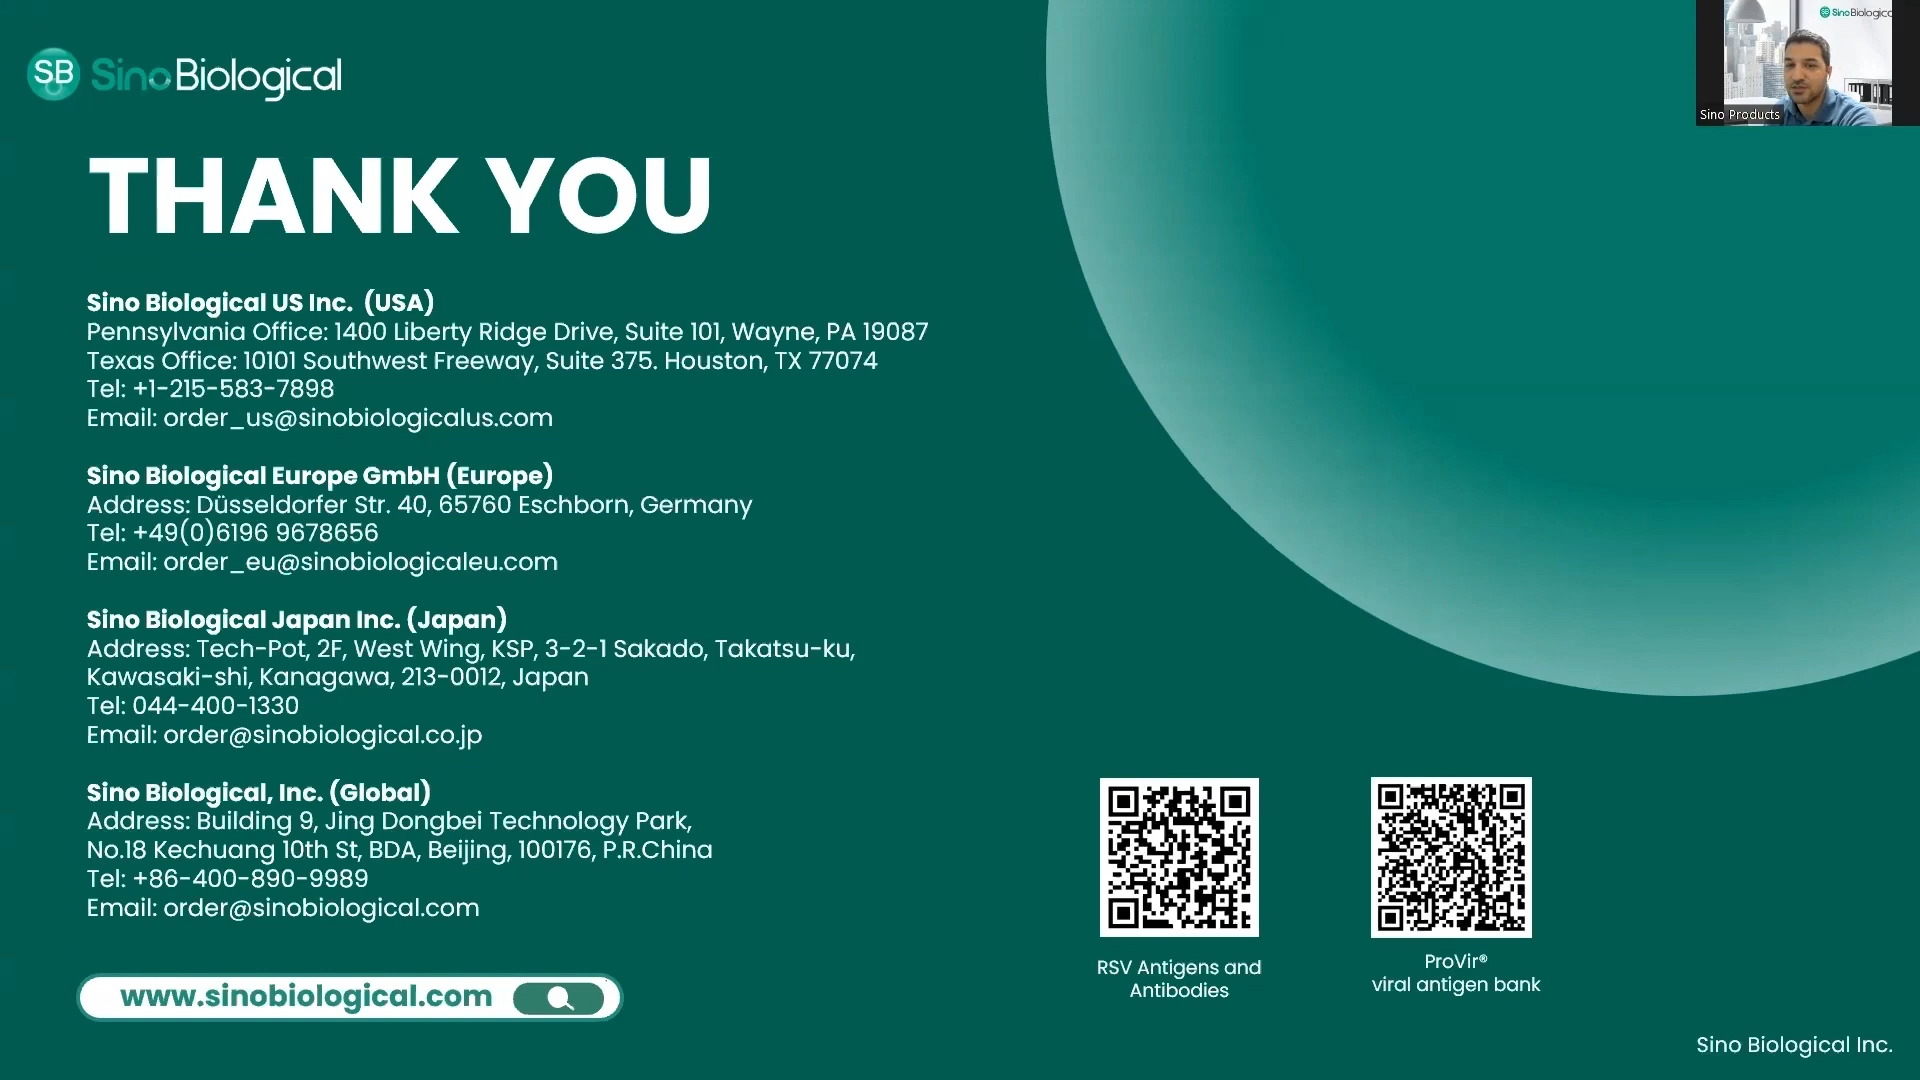 SB SinoBiological
SinoBiologic
Sino Products
THANK YOU
Sino Biological US Inc. (USA)
Pennsylvania Office: 1400 Liberty Ridge Drive, Suite 101, Wayne, PA 19087
Texas Office: 10101 Southwest Freeway, Suite 375. Houston, TX 77074
Tel: +1-215-583-7898
Email: order_us@sinobiologicalus.com
Sino Biological Europe GmbH (Europe)
Address: Düsseldorfer Str. 40, 65760 Eschborn, Germany
Tel: +49(0)6196 9678656
Email: order_eu@sinobiologicaleu.com
Sino Biological Japan Inc. (Japan)
Address: Tech-Pot, 2F, West Wing, KSP, 3-2-1 Sakado, Takatsu-ku,
Kawasaki-shi, Kanagawa, 213-0012, Japan
Tel: 044-400-1330
Email: order@sinobiological.co.jp
Sino Biological, Inc. (Global)
Address: Building 9, Jing Dongbei Technology Park,
No.18 Kechuang 10th St, BDA, Beijing, 100176, P.R.China
Tel: +86-400-890-9989
Email: order@sinobiological.com
www.sinobiological.com
RSV Antigens and
Antibodies
ProVir®
viral antigen bank
Sino Biological Inc.